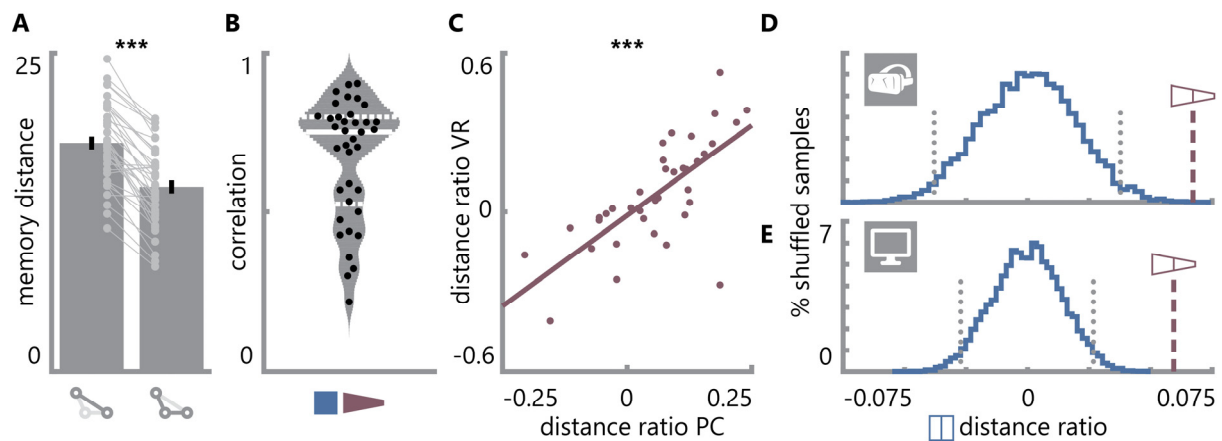 A
***
25
memory distance
0
B
1
correlation
0
C
***
0.6
distance ratio VR
0
-0.6
-0.25
0
0.25
distance ratio PC
D
E
% shuffled samples
7
0
-0.075
0
0.075
distance ratio